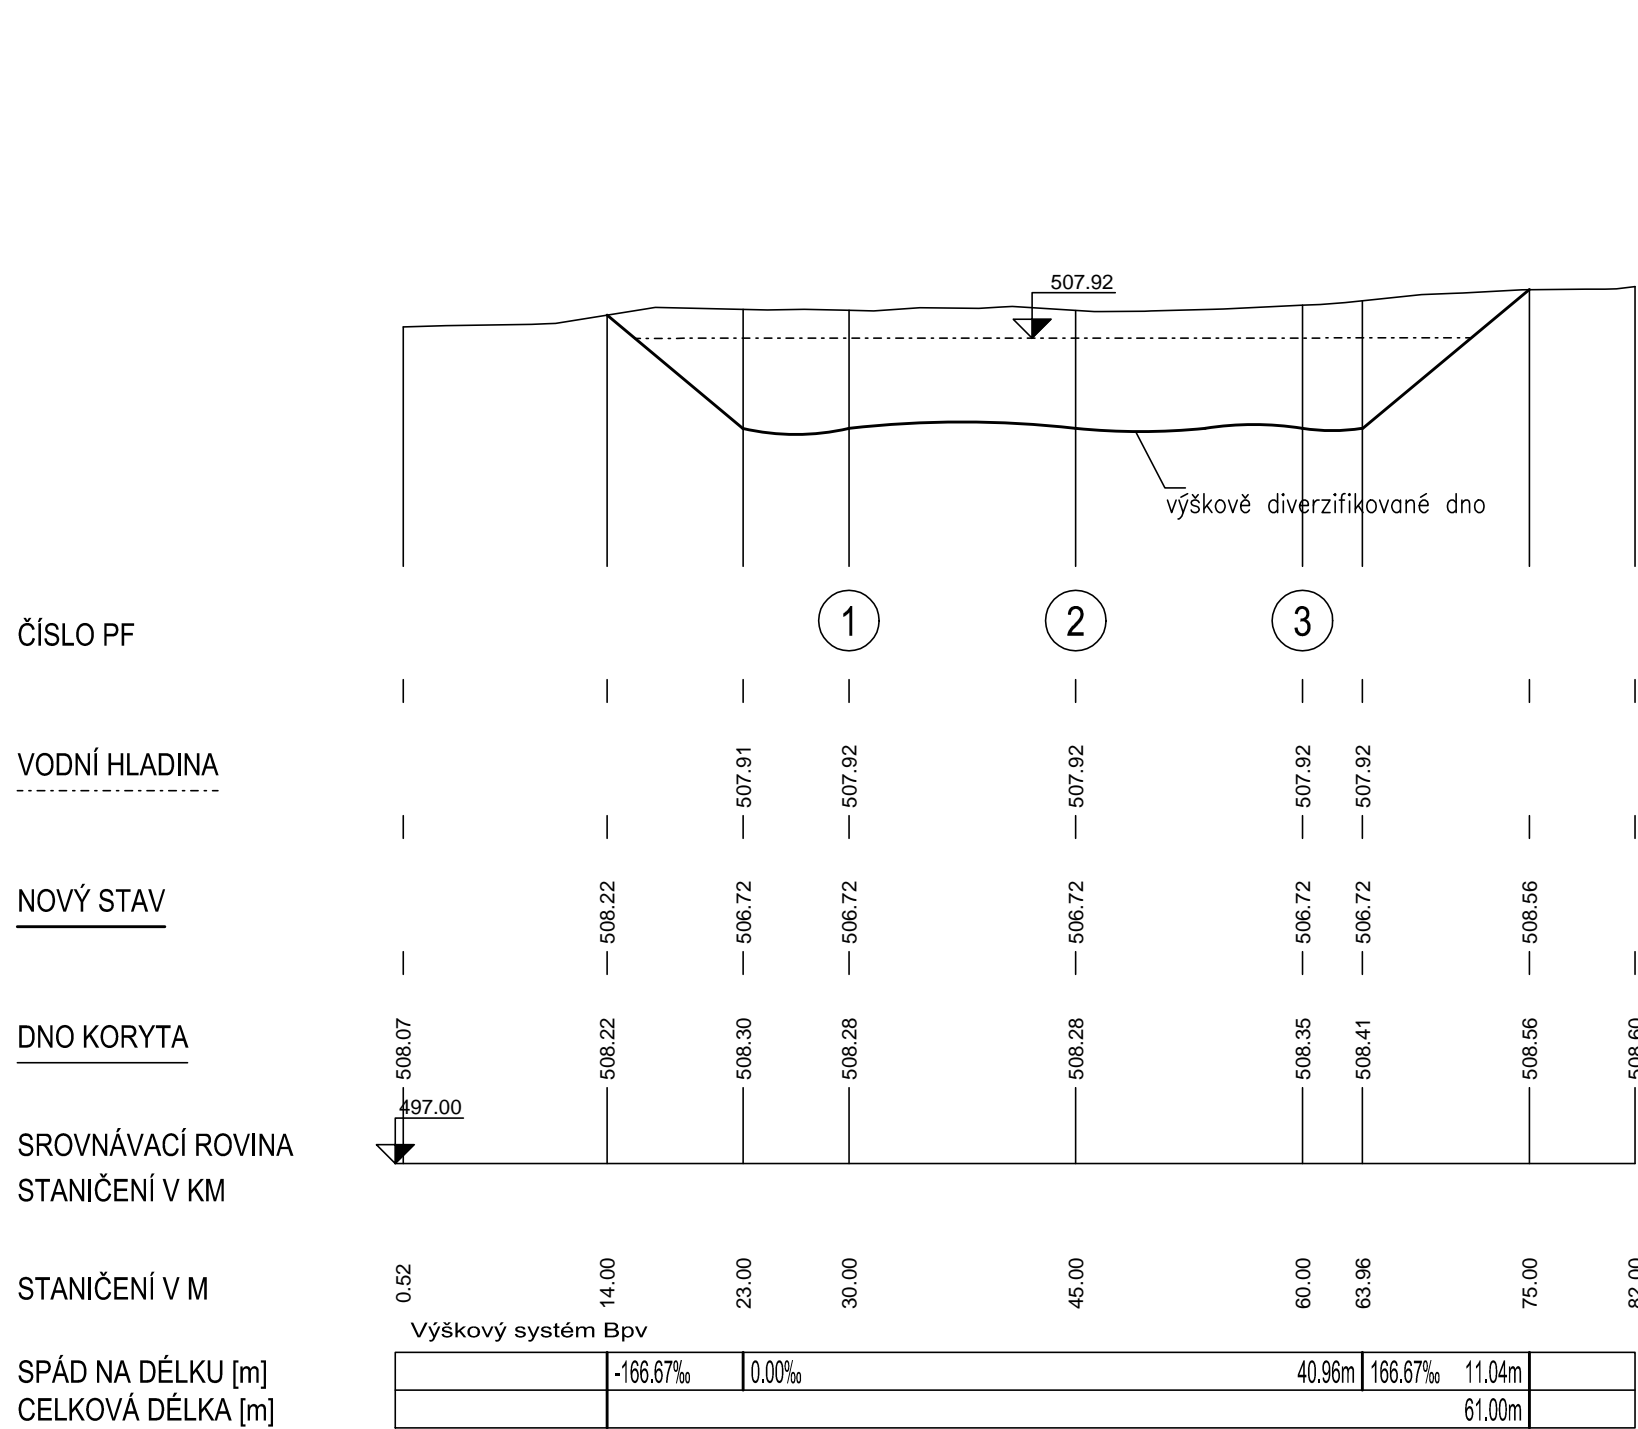 507.92
výškově diverzifikované dno
ČÍSLO PF 1 2 3
VODNÍ HLADINA 507.91 507.92 507.92 507.92 507.92
NOVÝ STAV 508.22 506.72 506.72 506.72 506.72 506.72 508.56
DNO KORYTA 508.07 508.22 508.30 508.28 508.28 508.35 508.41 508.56 508.60
497.00
SROVNÁVACÍ ROVINA
STANIČENÍ V KM
STANIČENÍ V M 0.52 14.00 23.00 30.00 45.00 60.00 63.96 75.00 82.00
Výškový systém Bpv
SPÁD NA DÉLKU [m] -166.67‰ 0.00‰ 40.96m 166.67‰ 11.04m
CELKOVÁ DÉLKA [m] 61.00m